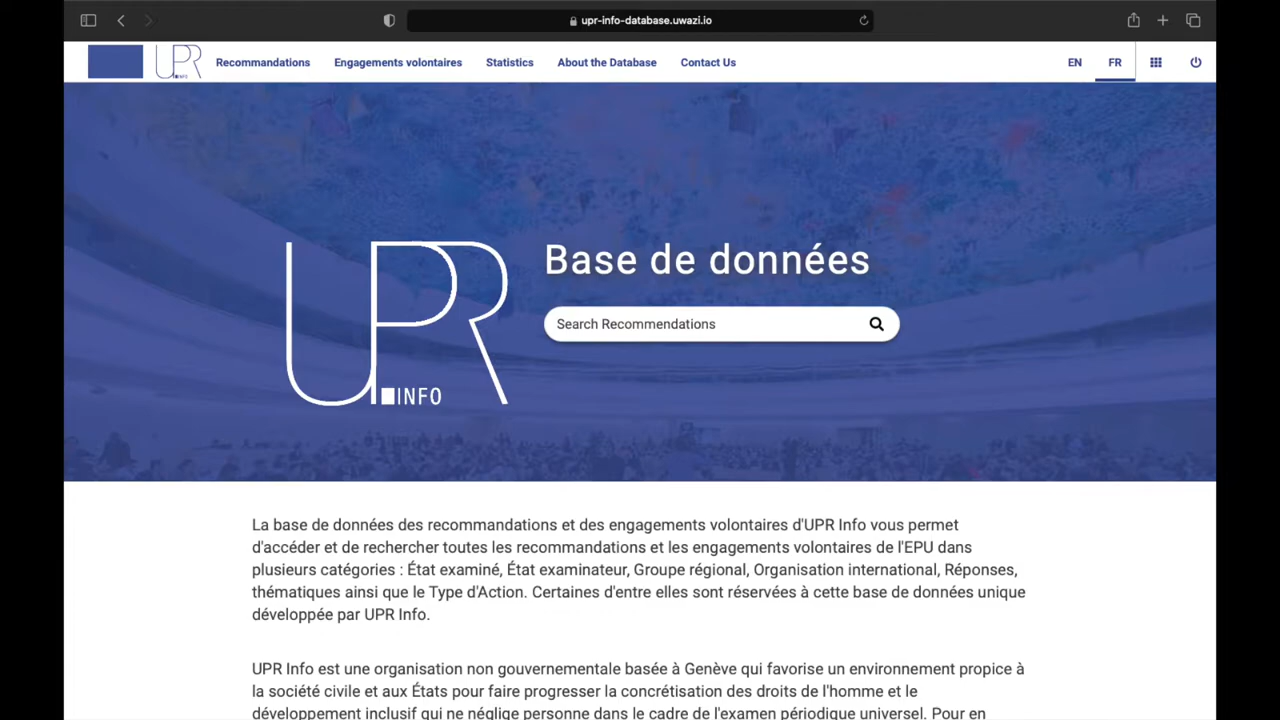 upr-info-database.uwazi.io
UPR INFO Recommandations Engagements volontaires Statistics About the Database Contact Us EN FR
Base de données
Search Recommendations
UPR
INFO
La base de données des recommandations et des engagements volontaires d'UPR Info vous permet
d'accéder et de rechercher toutes les recommandations et les engagements volontaires de l'EPU dans
plusieurs catégories : État examiné, État examinateur, Groupe régional, Organisation international, Réponses,
thématiques ainsi que le Type d'Action. Certaines d'entre elles sont réservées à cette base de données unique
développée par UPR Info.
UPR Info est une organisation non gouvernementale basée à Genève qui favorise un environnement propice à
la société civile et aux États pour faire progresser la concrétisation des droits de l'homme et le
développement inclusif qui ne néglige personne dans le cadre de l'examen périodique universel. Pour en